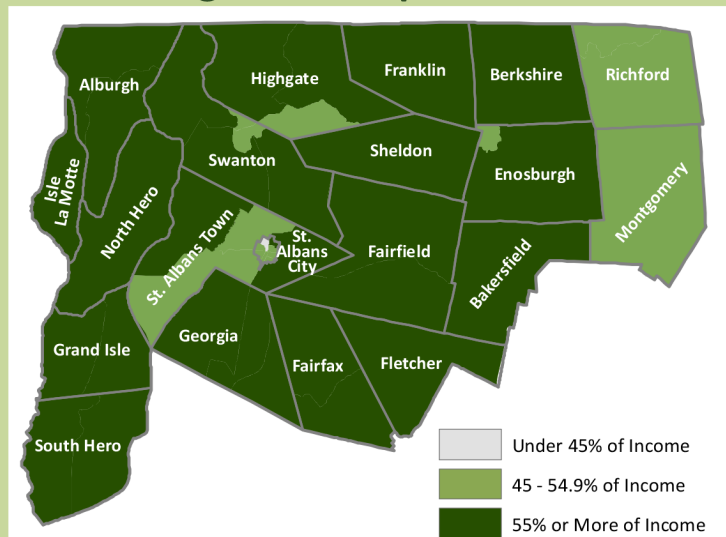 Alburgh
Highgate
Franklin
Berkshire
Richford
Isle
La Motte
North Hero
Swanton
Sheldon
Enosburgh
Montgomery
St. Albans Town
St.
Albans
City
Fairfield
Bakersfield
Grand Isle
Georgia
Fairfax
Fletcher
South Hero
Under 45% of Income
45 - 54.9% of Income
55% or More of Income